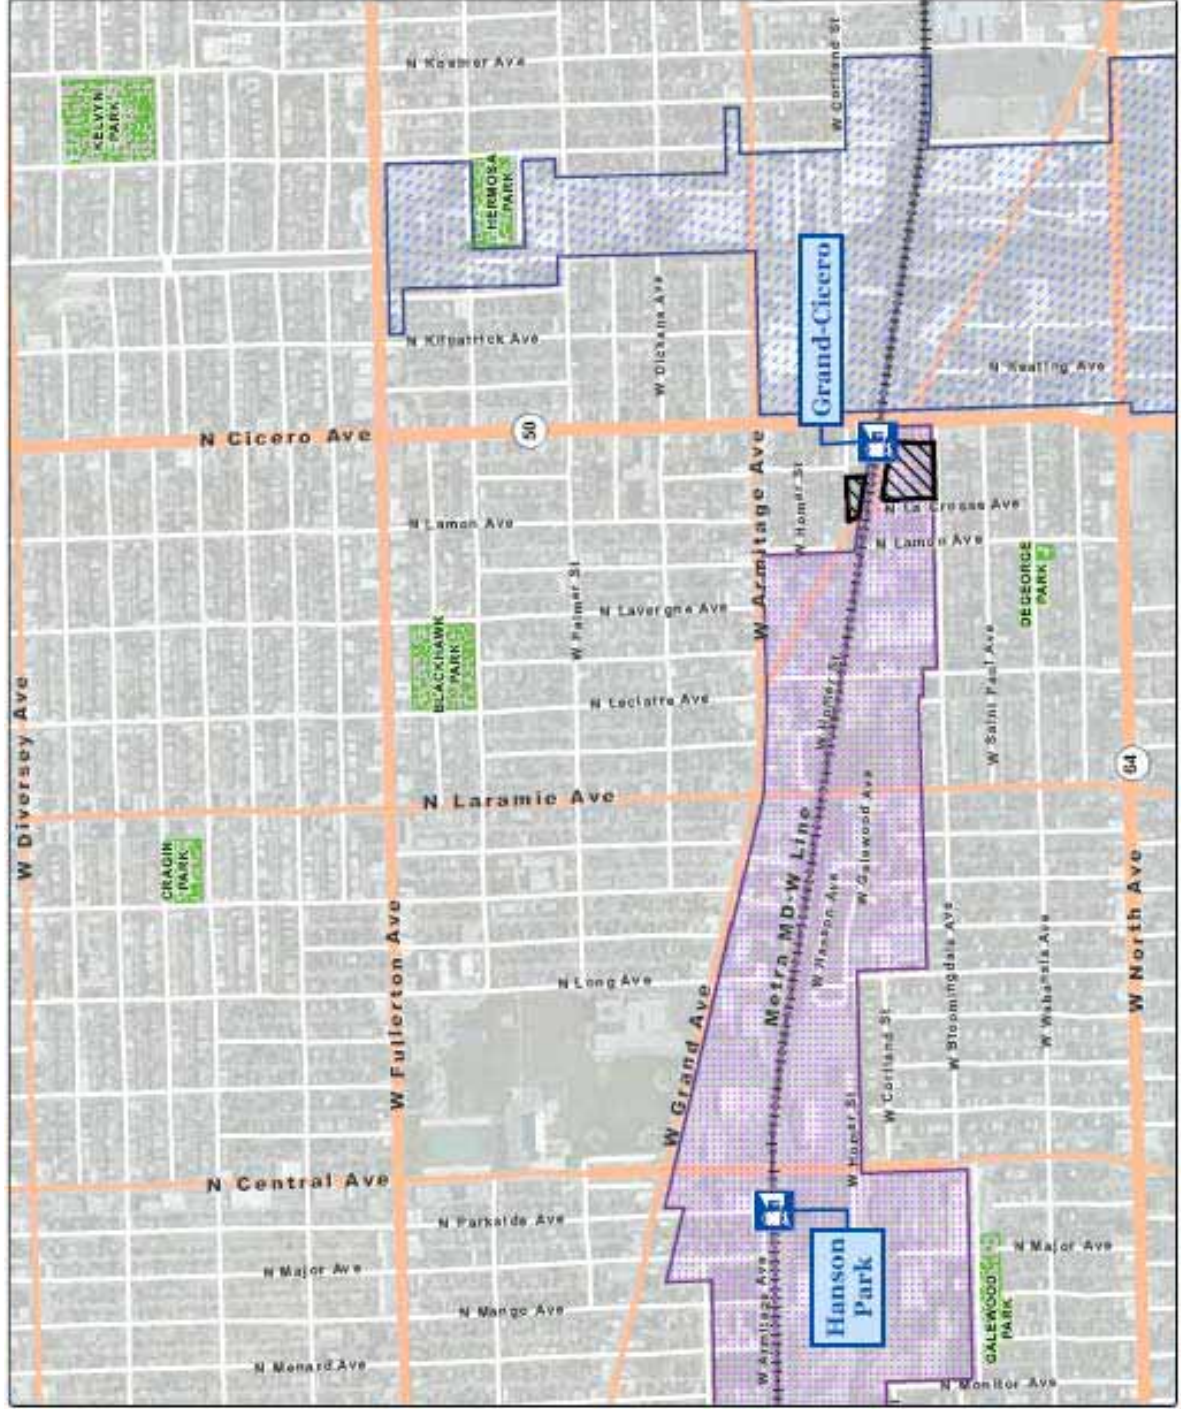 W Diversey Ave
KELVYN
PARK
CRAGIN
PARK
N Menard Ave
N Major Ave
N Central Ave
N Cicero Ave
W Fullerton Ave
N Mango Ave
N Parkside Ave
N Long Ave
N Laramie Ave
BLACKHAWK
PARK
N Leclaire Ave
N Lavergne Ave
N Lamon Ave
N Kilpatrick Ave
N Kostner Ave
HERMOSA
PARK
50
W Palmer St
W Dickens Ave
W Grand Ave
W Armitage Ave
W Armitage Ave
Metra MD-W Line
W Homer St
W Cortland St
Grand-Cicero
Hanson
Park
W Homer St
W Hanson Ave
W Homer St
W Galewood Ave
W Cortland St
N La Crosse Ave
N Lamon Ave
W Bloomingdale Ave
N Monitor Ave
GALEWOOD
PARK
N Major Ave
W Saint Paul Ave
N Keating Ave
DEGEORGE
PARK
W Wabansia Ave
W North Ave
64